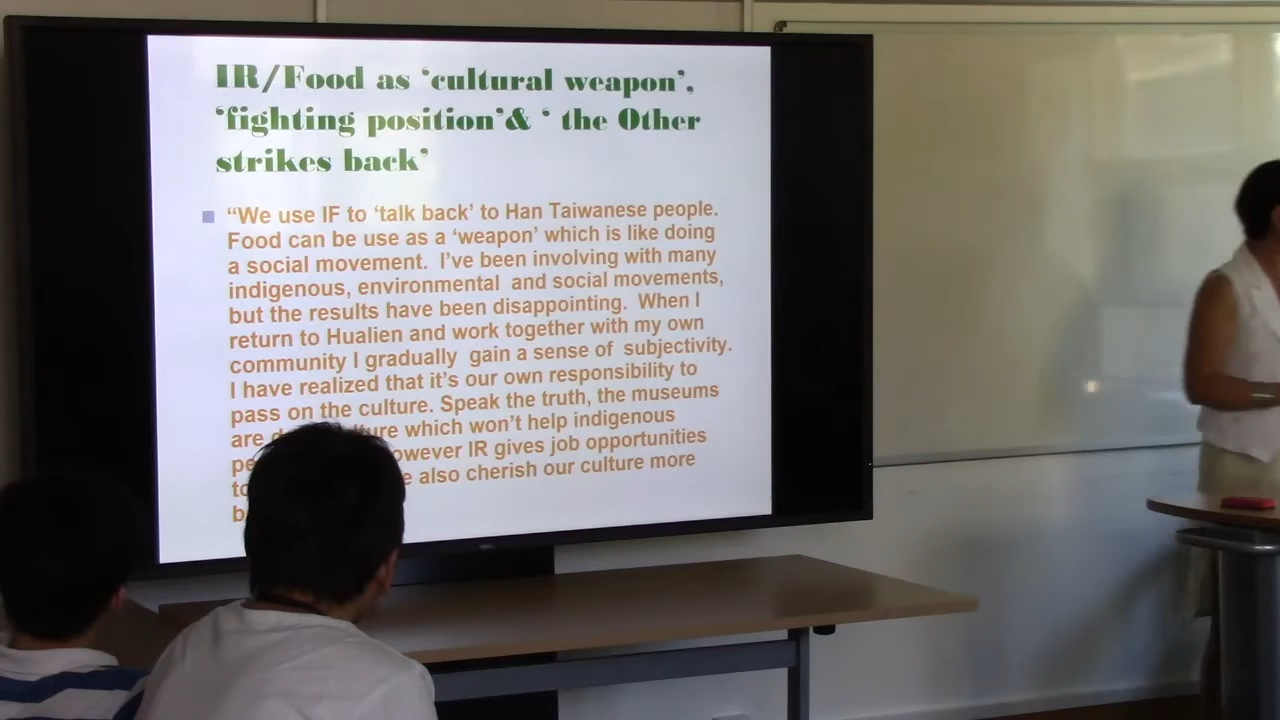 IR/Food as ‘cultural weapon’,
‘fighting position’& ‘ the Other
strikes back’
“We use IF to ‘talk back’ to Han Taiwanese people.
Food can be use as a ‘weapon’ which is like doing
a social movement.  I’ve been involving with many
indigenous, environmental  and social movements,
but the results have been disappointing.  When I
return to Hualien and work together with my own
community I gradually  gain a sense of  subjectivity.
I have realized that it’s our own responsibility to
pass on the culture. Speak the truth, the museums
are which won’t help indigenous
IR gives job opportunities
also cherish our culture more